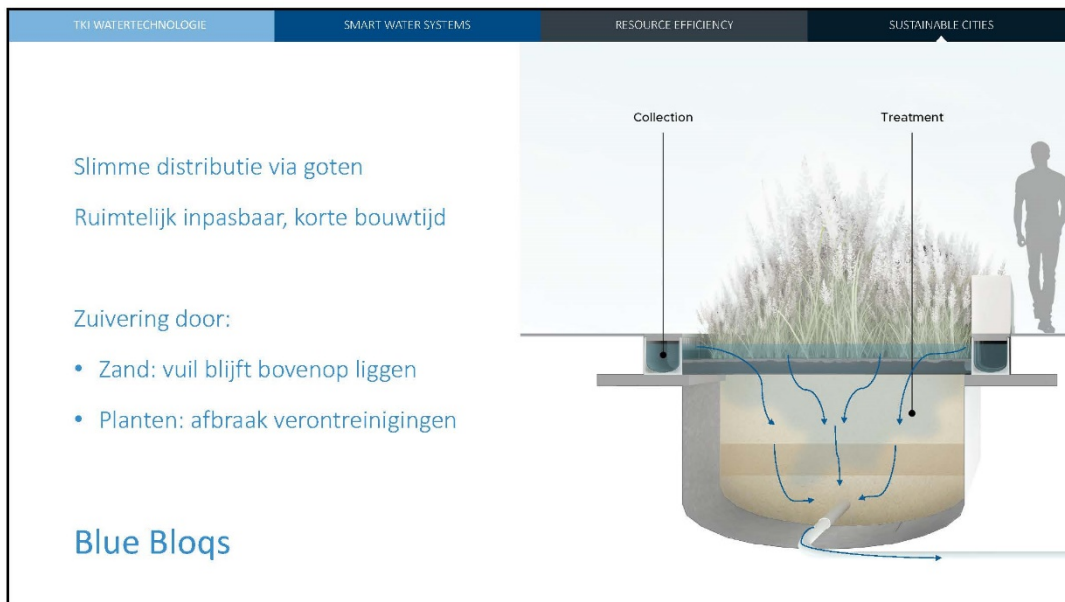 TKI WATERTECHNOLOGIE
SMART WATER SYSTEMS
RESOURCE EFFICIENCY
SUSTAINABLE CITIES
Slimme distributie via goten
Ruimtelijk inpasbaar, korte bouwtijd
Zuivering door:
• Zand: vuil blijft bovenop liggen
• Planten: afbraak verontreinigingen
Blue Bloqs
Collection
Treatment